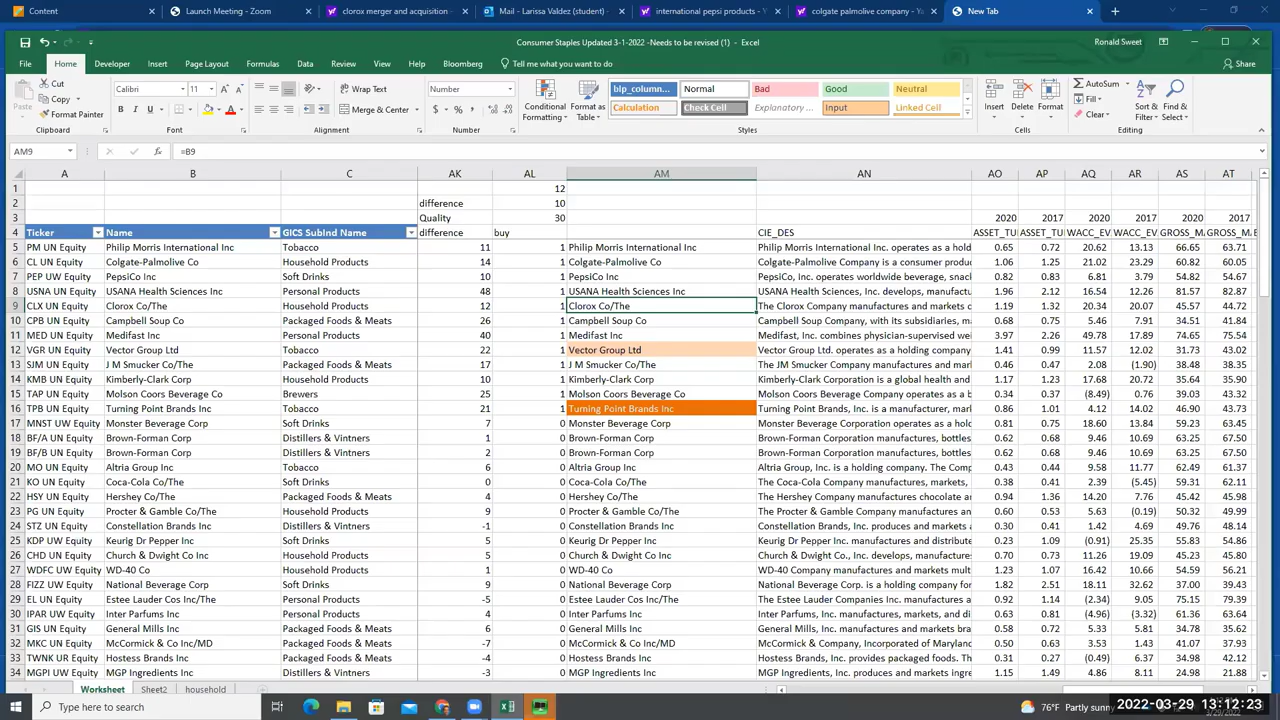 Content
Launch Meeting - Zoom
clorox merger and acquisition -
Mail - Larissa Valdez (student) -
international pepsi products - Y
colgate palmolive company - Ya
New Tab
Consumer Staples Updated 3-1-2022 -Needs to be revised (1) - Excel
Ronald Sweet
File Home Insert Developer Page Layout Formulas Data Review View Help Bloomberg Tell me what you want to do Share
Cut
Copy
Format Painter
Paste
Clipboard
Calibri 11
B I U
Font
Wrap Text
Merge & Center
Alignment
Number
$ % ,
Number
Conditional Formatting
Format as Table
blp_column... Normal Bad Good Neutral
Calculation Check Cell Explanatory ... Input Linked Cell
Styles
Insert Delete Format
Cells
AutoSum
Fill
Clear
Sort & Filter
Find & Select
Editing
AM9 fx =B9
A B C AK AL AM AN AO AP AQ AR AS AT
1 12
2 difference 10
3 Quality 30 2020 2017 2020 2017 2020 2017
4 Ticker Name GICS SubInd Name difference buy CIE_DES ASSET_TU ASSET_TU WACC_EV WACC_EV GROSS_M GROSS_M
5 PM UN Equity Philip Morris International Inc Tobacco 11 1 Philip Morris International Inc Philip Morris International Inc. operates as a hold 0.65 0.72 20.62 13.13 66.65 63.71
6 CL UN Equity Colgate-Palmolive Co Household Products 14 1 Colgate-Palmolive Co Colgate-Palmolive Company is a consumer produ 1.06 1.25 21.02 23.29 60.82 60.05
7 PEP UW Equity PepsiCo Inc Soft Drinks 10 1 PepsiCo Inc PepsiCo, Inc. operates worldwide beverage, snac 0.82 0.83 6.81 3.79 54.82 54.67
8 USNA UN Equity USANA Health Sciences Inc Personal Products 48 1 USANA Health Sciences Inc USANA Health Sciences, Inc. develops, manufactu 1.96 2.12 16.54 12.26 81.57 82.87
9 CLX UN Equity Clorox Co/The Household Products 12 1 Clorox Co/The The Clorox Company manufactures and markets c 1.19 1.32 20.34 20.07 45.57 44.72
10 CPB UN Equity Campbell Soup Co Packaged Foods & Meats 26 1 Campbell Soup Co Campbell Soup Company, with its subsidiaries, m 0.68 0.75 5.46 7.91 34.51 41.84
11 MED UN Equity Medifast Inc Personal Products 40 1 Medifast Inc Medifast, Inc. combines physician-supervised we 3.97 2.26 49.78 17.89 74.65 75.54
12 VGR UN Equity Vector Group Ltd Tobacco 22 1 Vector Group Ltd Vector Group Ltd. operates as a holding compan 1.41 0.99 11.57 12.02 31.73 43.02
13 SJM UN Equity J M Smucker Co/The Packaged Foods & Meats 17 1 J M Smucker Co/The The JM Smucker Company manufactures and ma 0.46 0.47 2.14 (1.90) 38.48 38.35
14 KMB UN Equity Kimberly-Clark Corp Household Products 10 1 Kimberly-Clark Corp Kimberly-Clark Corporation is a global health and 1.17 1.23 17.68 20.72 35.64 35.90
15 TAP UN Equity Molson Coors Beverage Co Brewers 25 1 Molson Coors Beverage Co Molson Coors Beverage Company operates as a b 0.34 0.37 (8.49) 0.76 39.03 43.32
16 TPB UN Equity Turning Point Brands Inc Tobacco 21 1 Turning Point Brands Inc Turning Point Brands, Inc. is a manufacturer, mar 0.86 1.01 4.12 14.02 46.90 43.73
17 MNST UW Equity Monster Beverage Corp Soft Drinks 7 0 Monster Beverage Corp Monster Beverage Corporation operates as a hold 0.81 0.75 18.60 13.84 59.23 63.45
18 BF/A UN Equity Brown-Forman Corp Distillers & Vintners 1 0 Brown-Forman Corp Brown-Forman Corporation manufactures, bottles 0.62 9.46 10.69 63.25 67.50
19 BF/B UN Equity Brown-Forman Corp Distillers & Vintners 2 0 Brown-Forman Corp Brown-Forman Corporation manufactures, bottles 0.62 9.46 10.69 63.25 67.50
20 MO UN Equity Altria Group Inc Tobacco 6 0 Altria Group Inc Altria Group, Inc. is a holding company. The Comp 0.43 0.44 9.58 11.77 62.49 61.37
21 KO UN Equity Coca-Cola Co/The Soft Drinks 0 0 Coca-Cola Co/The The Coca-Cola Company manufactures, markets, 0.38 0.41 2.39 (5.45) 59.31 62.11
22 HSY UN Equity Hershey Co/The Packaged Foods & Meats 4 0 Hershey Co/The The Hershey Company manufactures chocolate a 0.94 1.36 14.20 7.76 45.42 45.98
23 PG UN Equity Procter & Gamble Co/The Household Products 9 0 Procter & Gamble Co/The The Procter & Gamble Company manufactures an 0.60 0.53 5.63 (0.19) 50.32 49.99
24 STZ UN Equity Constellation Brands Inc Distillers & Vintners -1 0 Constellation Brands Inc Constellation Brands, Inc. produces and markets a 0.30 0.41 1.42 4.69 49.76 48.14
25 KDP UW Equity Keurig Dr Pepper Inc Soft Drinks 5 0 Keurig Dr Pepper Inc Keurig Dr Pepper Inc. manufactures and distribute 0.23 1.09 (0.91) 25.35 55.83 54.86
26 CHD UN Equity Church & Dwight Co Inc Household Products 5 0 Church & Dwight Co Inc Church & Dwight Co., Inc. develops, manufacture 0.70 0.73 11.26 19.09 45.23 45.80
27 WDFC UW Equity WD-40 Co Household Products 1 0 WD-40 Co WD-40 Company is a global company that markets mult 1.23 1.07 16.42 10.66 54.59 56.21
28 FIZZ UW Equity National Beverage Corp Soft Drinks 9 0 National Beverage Corp National Beverage Corp., through its subsidiaries, 1.82 2.51 18.11 32.62 37.00 39.43
29 EL UN Equity Estee Lauder Cos Inc/The Personal Products -5 0 Estee Lauder Cos Inc/The The Estee Lauder Companies Inc. manufactures a 0.92 1.14 (2.34) 9.05 75.15 79.39
30 IPAR UW Equity Inter Parfums Inc Personal Products 4 0 Inter Parfums Inc Inter Parfums, Inc. manufactures, markets, and di 0.63 0.81 (4.96) (3.32) 61.36 63.64
31 GIS UN Equity General Mills Inc Packaged Foods & Meats 6 0 General Mills Inc General Mills, Inc. manufactures and markets bra 0.58 0.72 5.33 5.81 34.78 35.62
32 MKC UN Equity McCormick & Co Inc/MD Packaged Foods & Meats -7 0 McCormick & Co Inc/MD McCormick & Company, Incorporated of Maryland 0.50 0.63 1.43 41.07 37.93
33 TWNK UR Equity Hostess Brands Inc Packaged Foods & Meats -4 0 Hostess Brands Inc Hostess Brands, Inc. provides packaged foods. Th 0.31 0.27 (0.49) 6.37 34.98 42.12
34 MGPI UW Equity MGP Ingredients Inc Distillers & Vintners -3 0 MGP Ingredients Inc MGP Ingredients, Inc. manufactures natural ingre 1.15 1.49 4.86 8.11 24.98 21.88
Worksheet Sheet2 household
Type here to search
76°F Partly sunny
2022-03-29 13:12:23